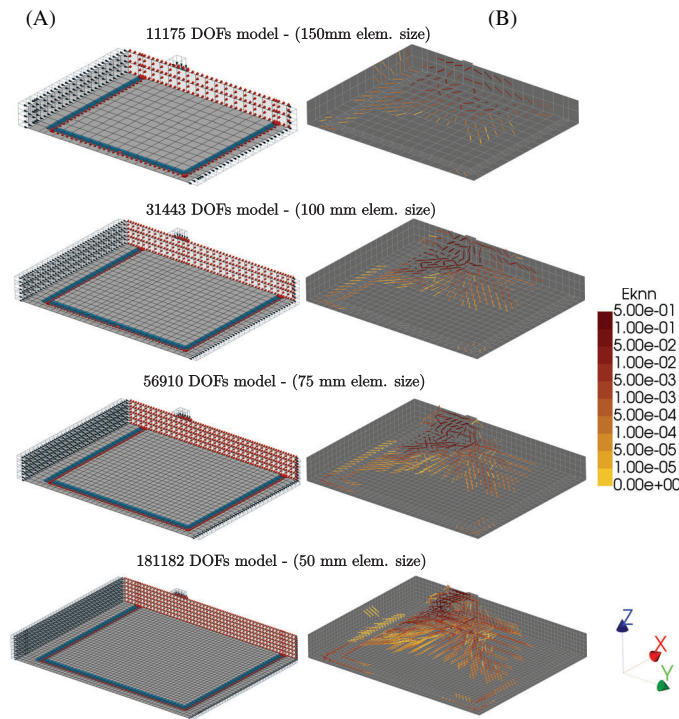 (A) (B)
11175 DOFs model - (150mm elem. size)
31443 DOFs model - (100 mm elem. size)
56910 DOFs model - (75 mm elem. size)
181182 DOFs model - (50 mm elem. size)
Eknn
5.00e-01
1.00e-01
5.00e-02
1.00e-02
5.00e-03
1.00e-03
5.00e-04
1.00e-04
5.00e-05
1.00e-05
0.00e+00
Z
X
Y